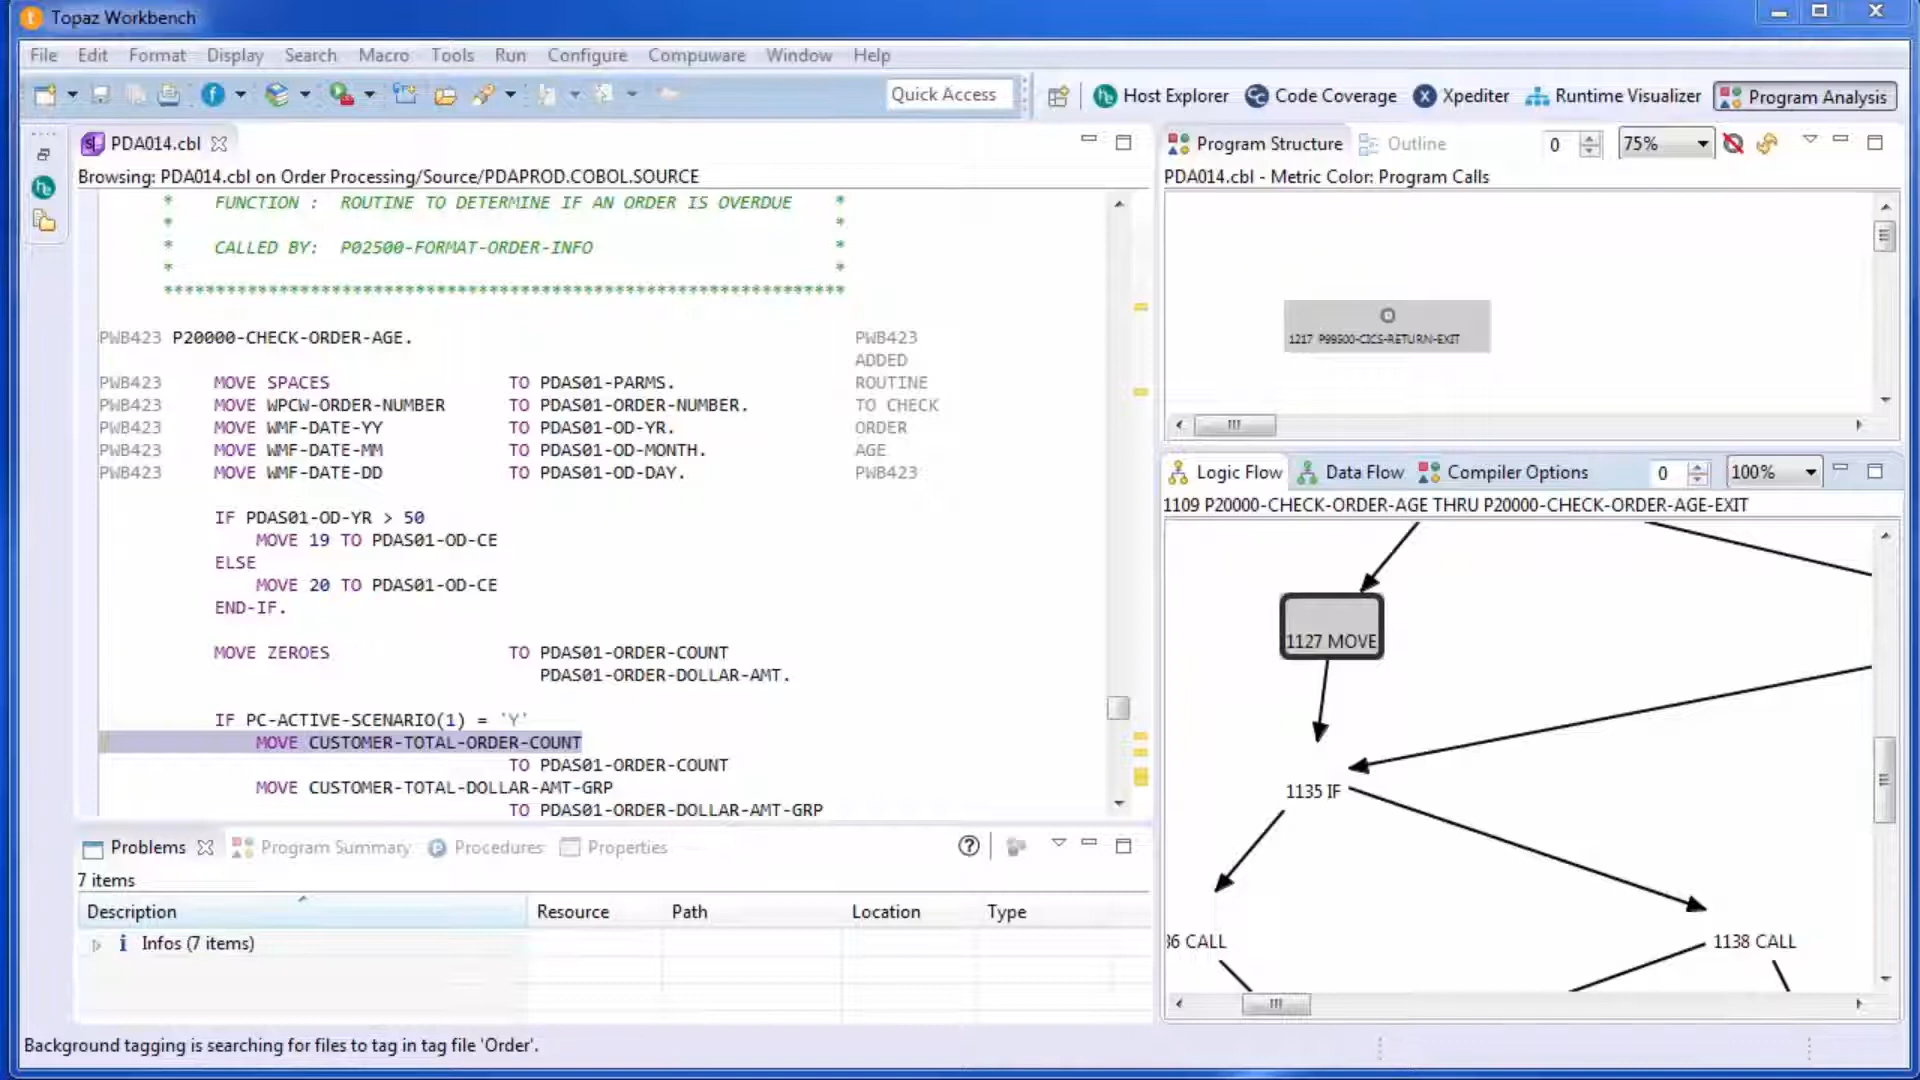 Topaz Workbench
File Edit Format Display Search Macro Tools Run Configure Compuware Window Help
Quick Access
Host Explorer Code Coverage Xpediter Runtime Visualizer Program Analysis
PDA014.cbl
Browsing: PDA014.cbl on Order Processing/Source/PDAPROD.COBOL.SOURCE
* FUNCTION : ROUTINE TO DETERMINE IF AN ORDER IS OVERDUE *
* *
* CALLED BY: P02500-FORMAT-ORDER-INFO *
* *
*****************************************************************
PWB423 P20000-CHECK-ORDER-AGE. PWB423
ADDED
PWB423 MOVE SPACES TO PDAS01-PARMS. ROUTINE
PWB423 MOVE WPCW-ORDER-NUMBER TO PDAS01-ORDER-NUMBER. TO CHECK
PWB423 MOVE WMF-DATE-YY TO PDAS01-OD-YR. ORDER
PWB423 MOVE WMF-DATE-MM TO PDAS01-OD-MONTH. AGE
PWB423 MOVE WMF-DATE-DD TO PDAS01-OD-DAY. PWB423
IF PDAS01-OD-YR > 50
MOVE 19 TO PDAS01-OD-CE
ELSE
MOVE 20 TO PDAS01-OD-CE
END-IF.
MOVE ZEROES TO PDAS01-ORDER-COUNT
PDAS01-ORDER-DOLLAR-AMT.
IF PC-ACTIVE-SCENARIO(1) = 'Y'
MOVE CUSTOMER-TOTAL-ORDER-COUNT
TO PDAS01-ORDER-COUNT
MOVE CUSTOMER-TOTAL-DOLLAR-AMT-GRP
TO PDAS01-ORDER-DOLLAR-AMT-GRP
Problems Program Summary Procedures Properties
7 items
Description Resource Path Location Type
Infos (7 items)
Program Structure Outline 0 75%
PDA014.cbl - Metric Color: Program Calls
1217 P99500-CICS-RETURN-EXIT
Logic Flow Data Flow Compiler Options 0 100%
1109 P20000-CHECK-ORDER-AGE THRU P20000-CHECK-ORDER-AGE-EXIT
1127 MOVE
1135 IF
36 CALL
1138 CALL
Background tagging is searching for files to tag in tag file 'Order'.